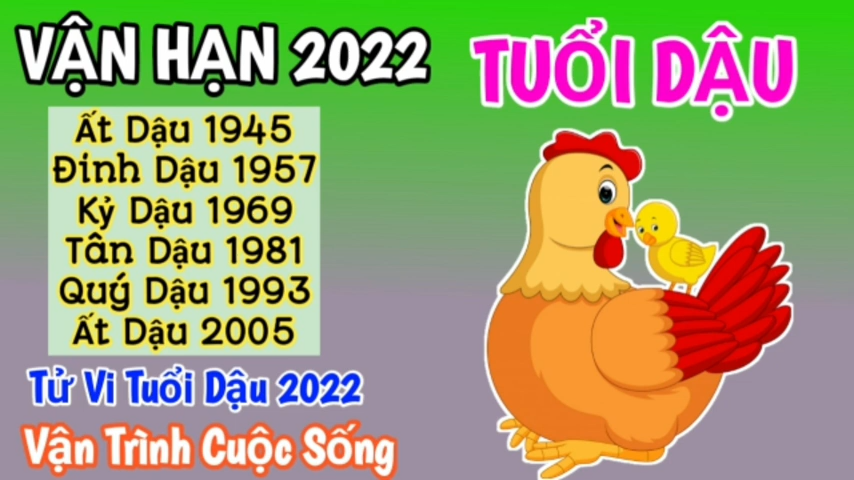 VẬN HẠN 2022
TUỔI DẬU
Ất Dậu 1945
Đinh Dậu 1957
Kỷ Dậu 1969
Tân Dậu 1981
Quý Dậu 1993
Ất Dậu 2005
Tử Vi Tuổi Dậu 2022
Vận Trình Cuộc Sống